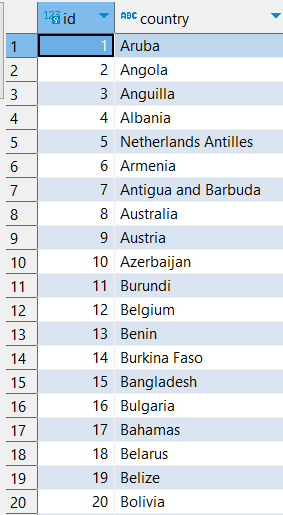 123 id ABC country
1 1 Aruba
2 2 Angola
3 3 Anguilla
4 4 Albania
5 5 Netherlands Antilles
6 6 Armenia
7 7 Antigua and Barbuda
8 8 Australia
9 9 Austria
10 10 Azerbaijan
11 11 Burundi
12 12 Belgium
13 13 Benin
14 14 Burkina Faso
15 15 Bangladesh
16 16 Bulgaria
17 17 Bahamas
18 18 Belarus
19 19 Belize
20 20 Bolivia